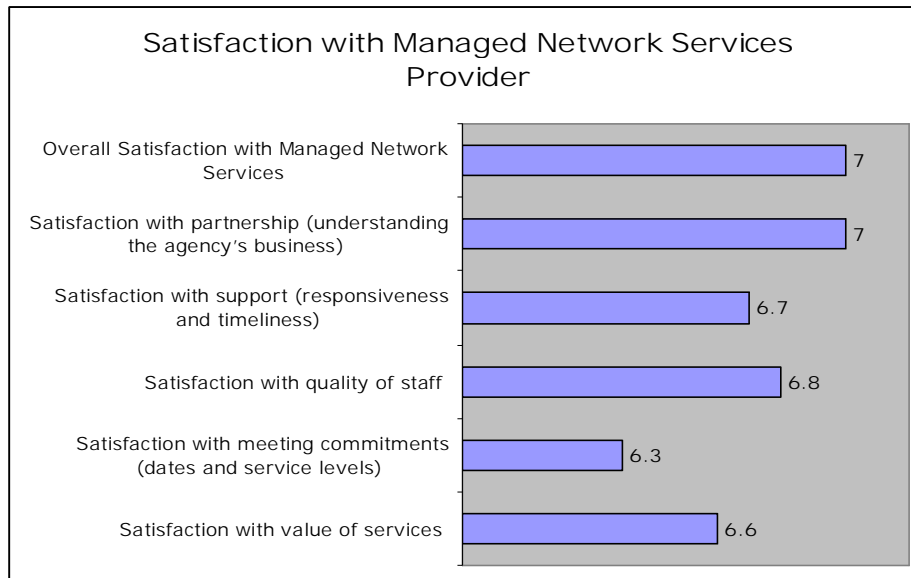 Satisfaction with Managed Network Services
Provider
Overall Satisfaction with Managed Network
Services
7
Satisfaction with partnership (understanding
the agency's business)
7
Satisfaction with support (responsiveness
and timeliness)
6.7
Satisfaction with quality of staff
6.8
Satisfaction with meeting commitments
(dates and service levels)
6.3
Satisfaction with value of services
6.6